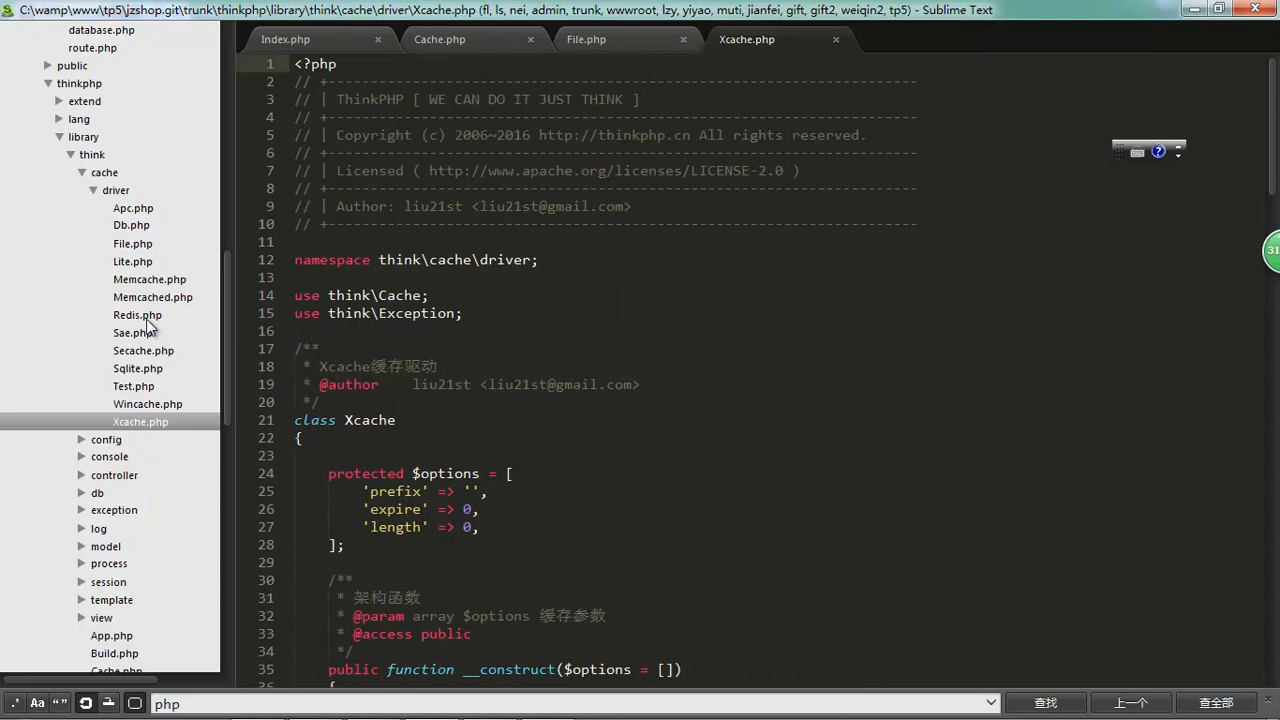 C:\wamp\www\tp5\jzshop.git\trunk\thinkphp\library\think\cache\driver\Xcache.php (fl, ls, nei, admin, trunk, wwwroot, lzy, yiyao, muti, jianfei, gift, gift2, weiqin2, tp5) - Sublime Text
Index.php × Cache.php × File.php × Xcache.php ×
database.php
route.php
public
thinkphp
extend
lang
library
think
cache
driver
Apc.php
Db.php
File.php
Lite.php
Memcache.php
Memcached.php
Redis.php
Sae.php
Secache.php
Sqlite.php
Test.php
Wincache.php
Xcache.php
config
console
controller
db
exception
log
model
process
session
template
view
App.php
Build.php
Cache.php
1 <?php
2 // +----------------------------------------------------------------------
3 // | ThinkPHP [ WE CAN DO IT JUST THINK ]
4 // +----------------------------------------------------------------------
5 // | Copyright (c) 2006~2016 http://thinkphp.cn All rights reserved.
6 // +----------------------------------------------------------------------
7 // | Licensed ( http://www.apache.org/licenses/LICENSE-2.0 )
8 // +----------------------------------------------------------------------
9 // | Author: liu21st <liu21st@gmail.com>
10 // +----------------------------------------------------------------------
11
12 namespace think\cache\driver;
13
14 use think\Cache;
15 use think\Exception;
16
17 /**
18 * Xcache缓存驱动
19 * @author    liu21st <liu21st@gmail.com>
20 */
21 class Xcache
22 {
23
24 protected $options = [
25 'prefix' => '',
26 'expire' => 0,
27 'length' => 0,
28 ];
29
30 /**
31 * 架构函数
32 * @param array $options 缓存参数
33 * @access public
34 */
35 public function __construct($options = [])
36 {
31
.* Aa “ ” php 查找 上一个 查全部